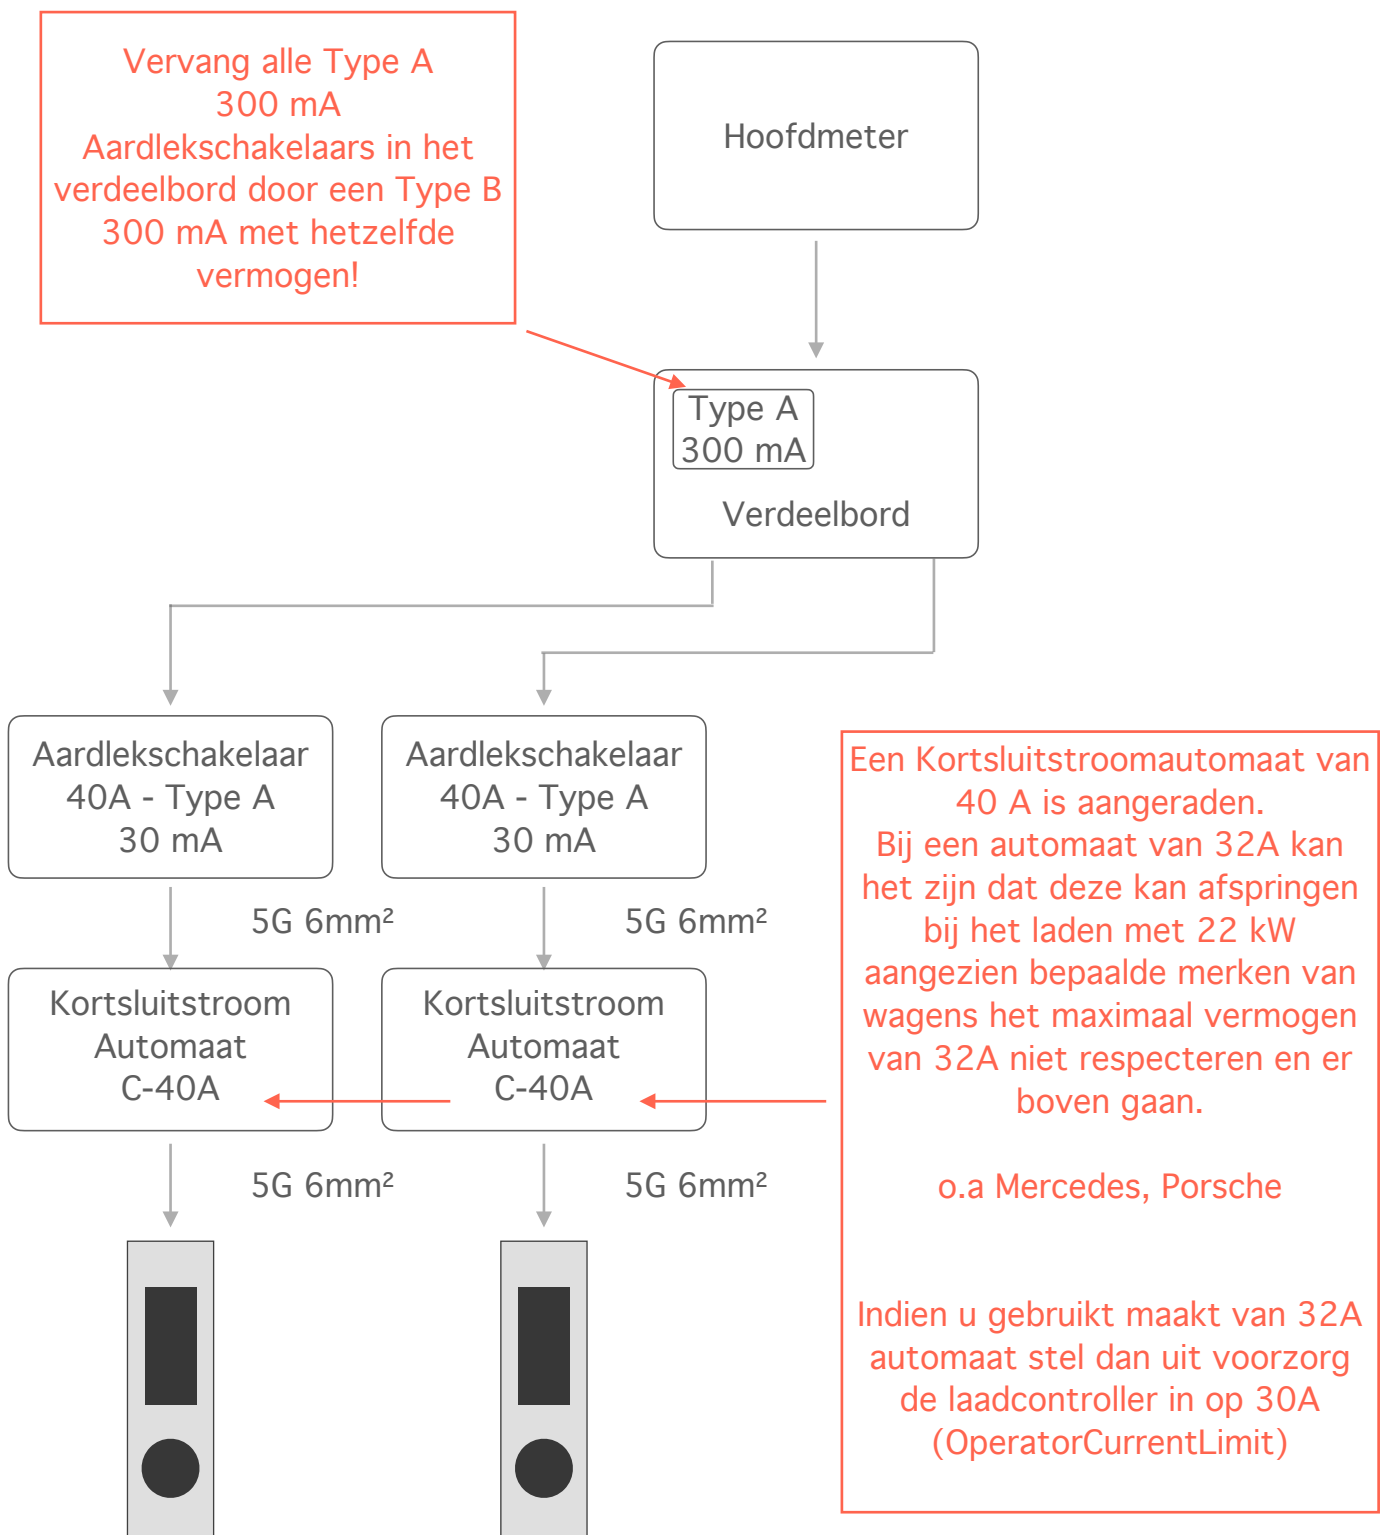 Vervang alle Type A
300 mA
Aardlekschakelaars in het
verdeelbord door een Type B
300 mA met hetzelfde
vermogen!
Hoofdmeter
Type A
300 mA
Verdeelbord
Aardlekschakelaar
40A - Type A
30 mA
Aardlekschakelaar
40A - Type A
30 mA
5G 6mm²
5G 6mm²
Kortsluitstroom
Automaat
C-40A
Kortsluitstroom
Automaat
C-40A
5G 6mm²
5G 6mm²
Een Kortsluitstroomautomaat van
40 A is aangeraden.
Bij een automaat van 32A kan
het zijn dat deze kan afspringen
bij het laden met 22 kW
aangezien bepaalde merken van
wagens het maximaal vermogen
van 32A niet respecteren en er
boven gaan.
o.a Mercedes, Porsche
Indien u gebruikt maakt van 32A
automaat stel dan uit voorzorg
de laadcontroller in op 30A
(OperatorCurrentLimit)